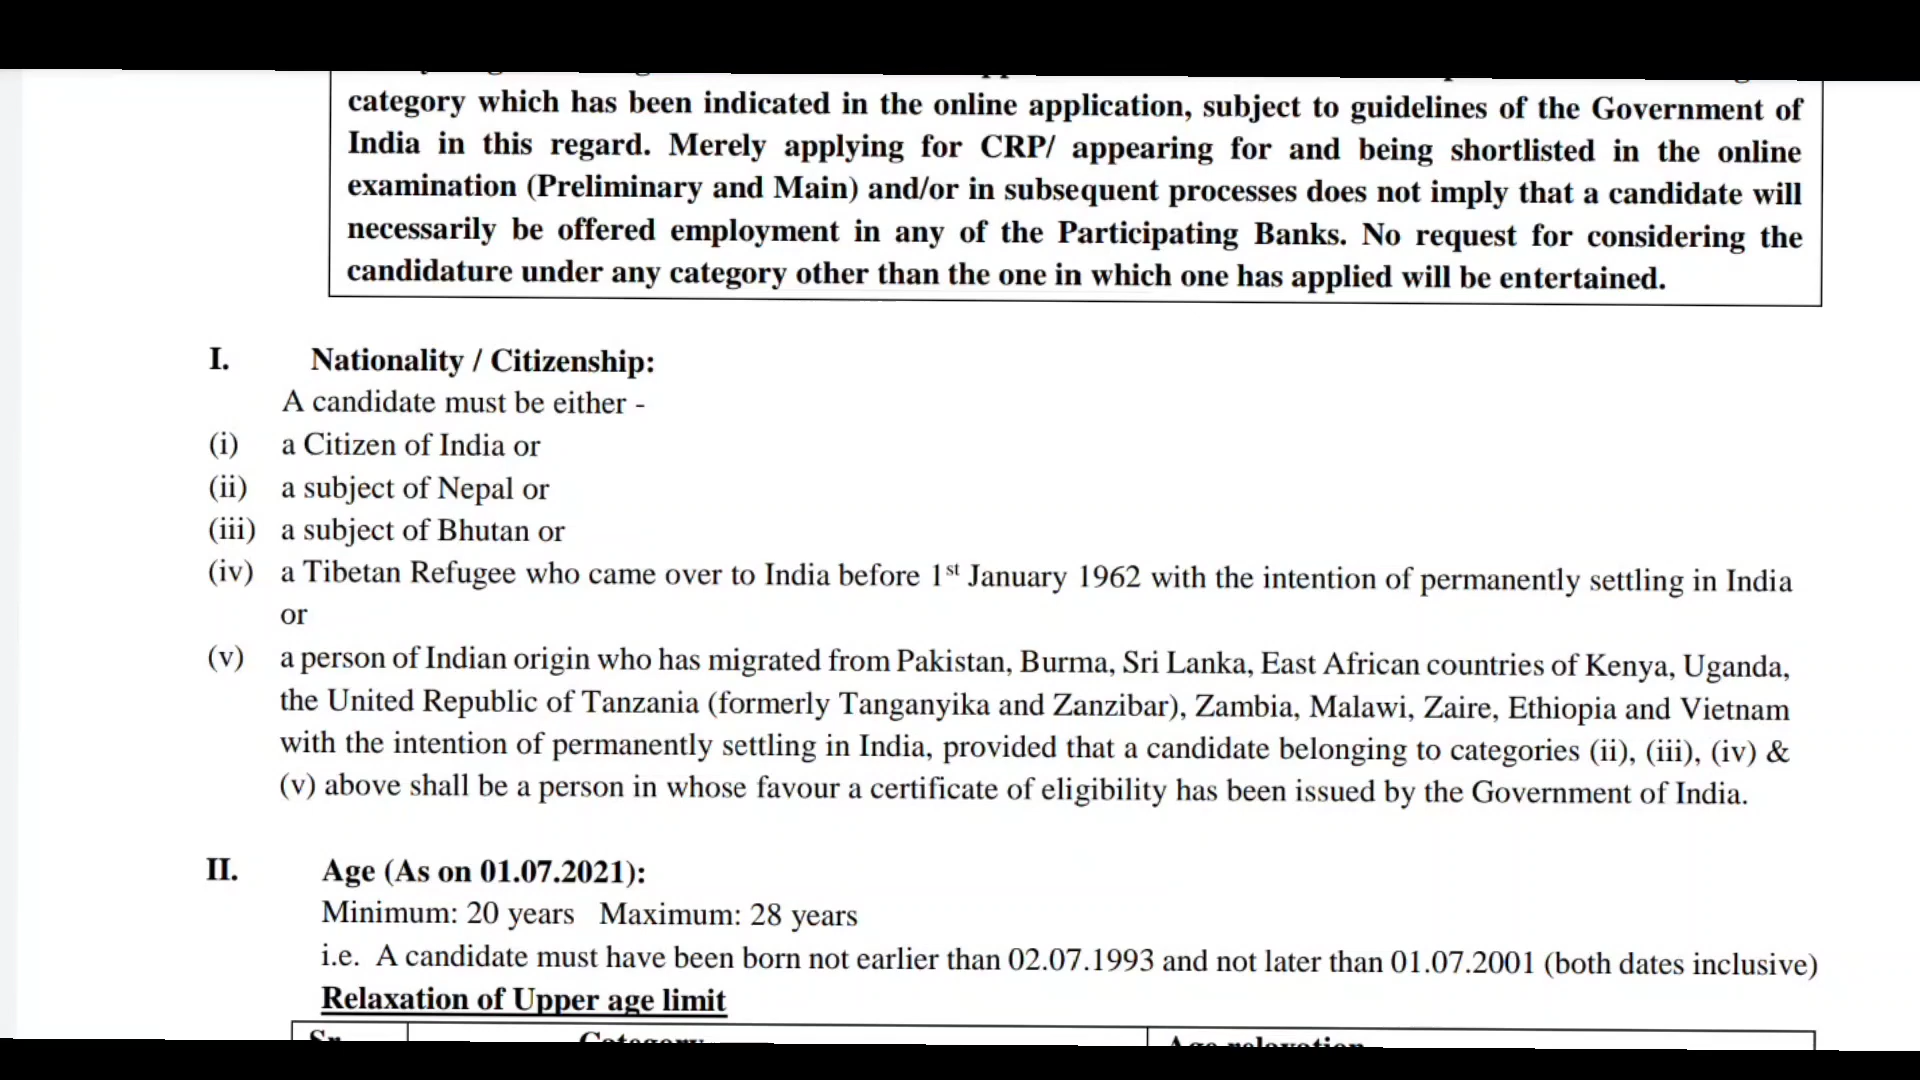 category which has been indicated in the online application, subject to guidelines of the Government of
India in this regard. Merely applying for CRP/ appearing for and being shortlisted in the online
examination (Preliminary and Main) and/or in subsequent processes does not imply that a candidate will
necessarily be offered employment in any of the Participating Banks. No request for considering the
candidature under any category other than the one in which one has applied will be entertained.
I. Nationality / Citizenship:
A candidate must be either -
(i) a Citizen of India or
(ii) a subject of Nepal or
(iii) a subject of Bhutan or
(iv) a Tibetan Refugee who came over to India before 1st January 1962 with the intention of permanently settling in India
or
(v) a person of Indian origin who has migrated from Pakistan, Burma, Sri Lanka, East African countries of Kenya, Uganda,
the United Republic of Tanzania (formerly Tanganyika and Zanzibar), Zambia, Malawi, Zaire, Ethiopia and Vietnam
with the intention of permanently settling in India, provided that a candidate belonging to categories (ii), (iii), (iv) &
(v) above shall be a person in whose favour a certificate of eligibility has been issued by the Government of India.
II. Age (As on 01.07.2021):
Minimum: 20 years Maximum: 28 years
i.e. A candidate must have been born not earlier than 02.07.1993 and not later than 01.07.2001 (both dates inclusive)
Relaxation of Upper age limit
Sr. Category Age relaxation